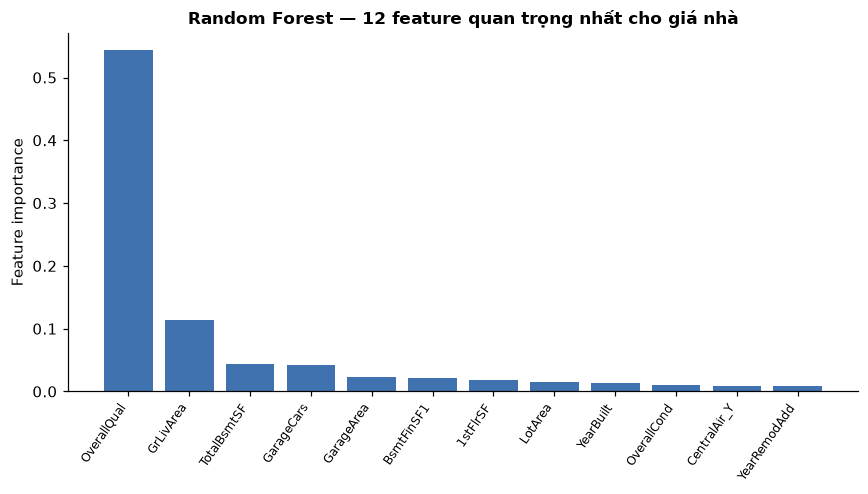 Random Forest — 12 feature quan trọng nhất cho giá nhà
Feature importance
0.5
0.4
0.3
0.2
0.1
0.0
OverallQual
GrLivArea
TotalBsmtSF
GarageCars
GarageArea
BsmtFinSF1
1stFlrSF
LotArea
YearBuilt
OverallCond
CentralAir_Y
YearRemodAdd